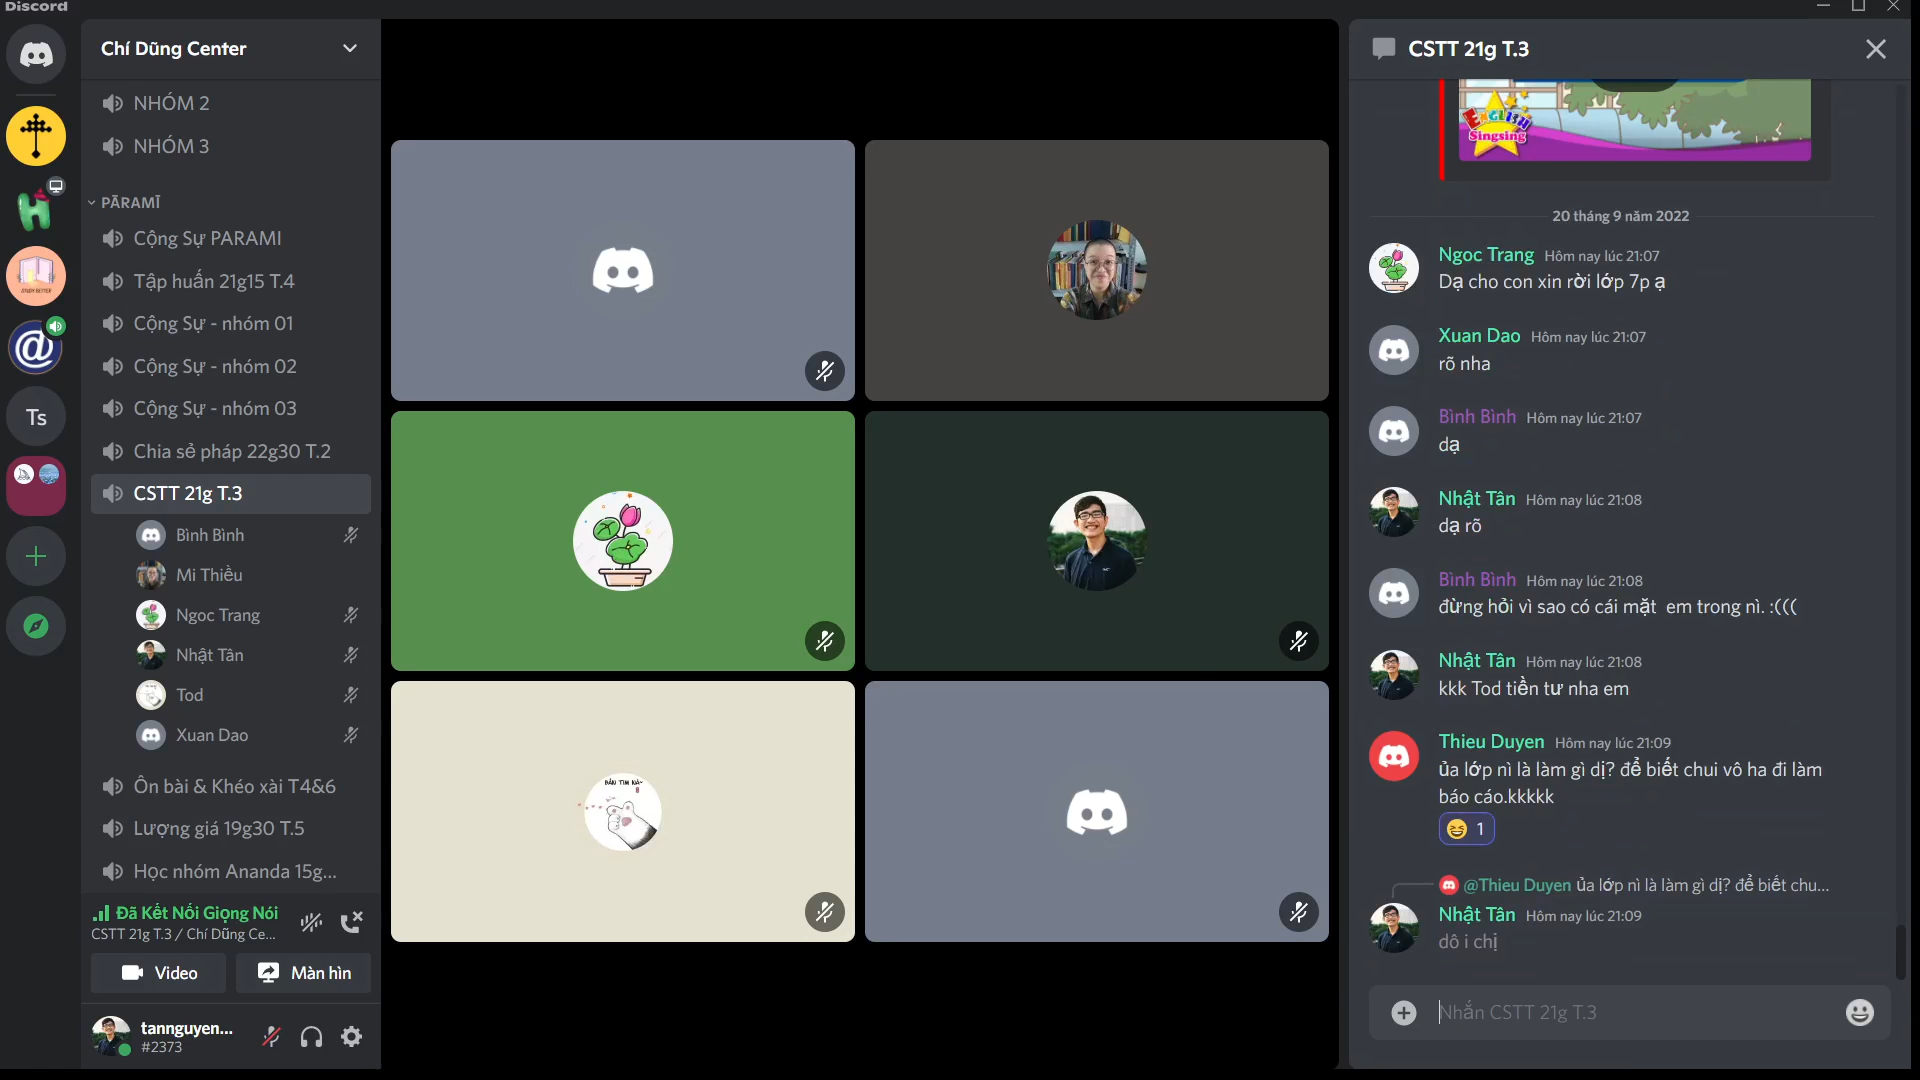 Discord
Chí Dũng Center
NHÓM 2
NHÓM 3
PĀRAMĪ
Cộng Sự PARAMI
Tập huấn 21g15 T.4
Cộng Sự - nhóm 01
Cộng Sự - nhóm 02
Cộng Sự - nhóm 03
Chia sẻ pháp 22g30 T.2
CSTT 21g T.3
Bình Bình
Mi Thiều
Ngoc Trang
Nhật Tân
Tod
Xuan Dao
Ôn bài & Khéo xài T4&6
Lượng giá 19g30 T.5
Học nhóm Ananda 15g...
Đã Kết Nối Giọng Nói
CSTT 21g T.3 / Chí Dũng Ce...
Video
Màn hìn
tannguyen...
#2373
Ts
STUDY BETTER
BẮN TIM NÀ~
CSTT 21g T.3
ENGLISH
Singsing
20 tháng 9 năm 2022
Ngoc Trang Hôm nay lúc 21:07
Dạ cho con xin rời lớp 7p ạ
Xuan Dao Hôm nay lúc 21:07
rõ nha
Bình Bình Hôm nay lúc 21:07
dạ
Nhật Tân Hôm nay lúc 21:08
dạ rõ
Bình Bình Hôm nay lúc 21:08
đừng hỏi vì sao có cái mặt em trong nì. :(((
Nhật Tân Hôm nay lúc 21:08
kkk Tod tiền tư nha em
Thieu Duyen Hôm nay lúc 21:09
ủa lớp nì là làm gì dị? để biết chui vô ha đi làm
báo cáo.kkkkk
1
@Thieu Duyen ủa lớp nì là làm gì dị? để biết chu...
Nhật Tân Hôm nay lúc 21:09
dô i chị
Nhắn CSTT 21g T.3